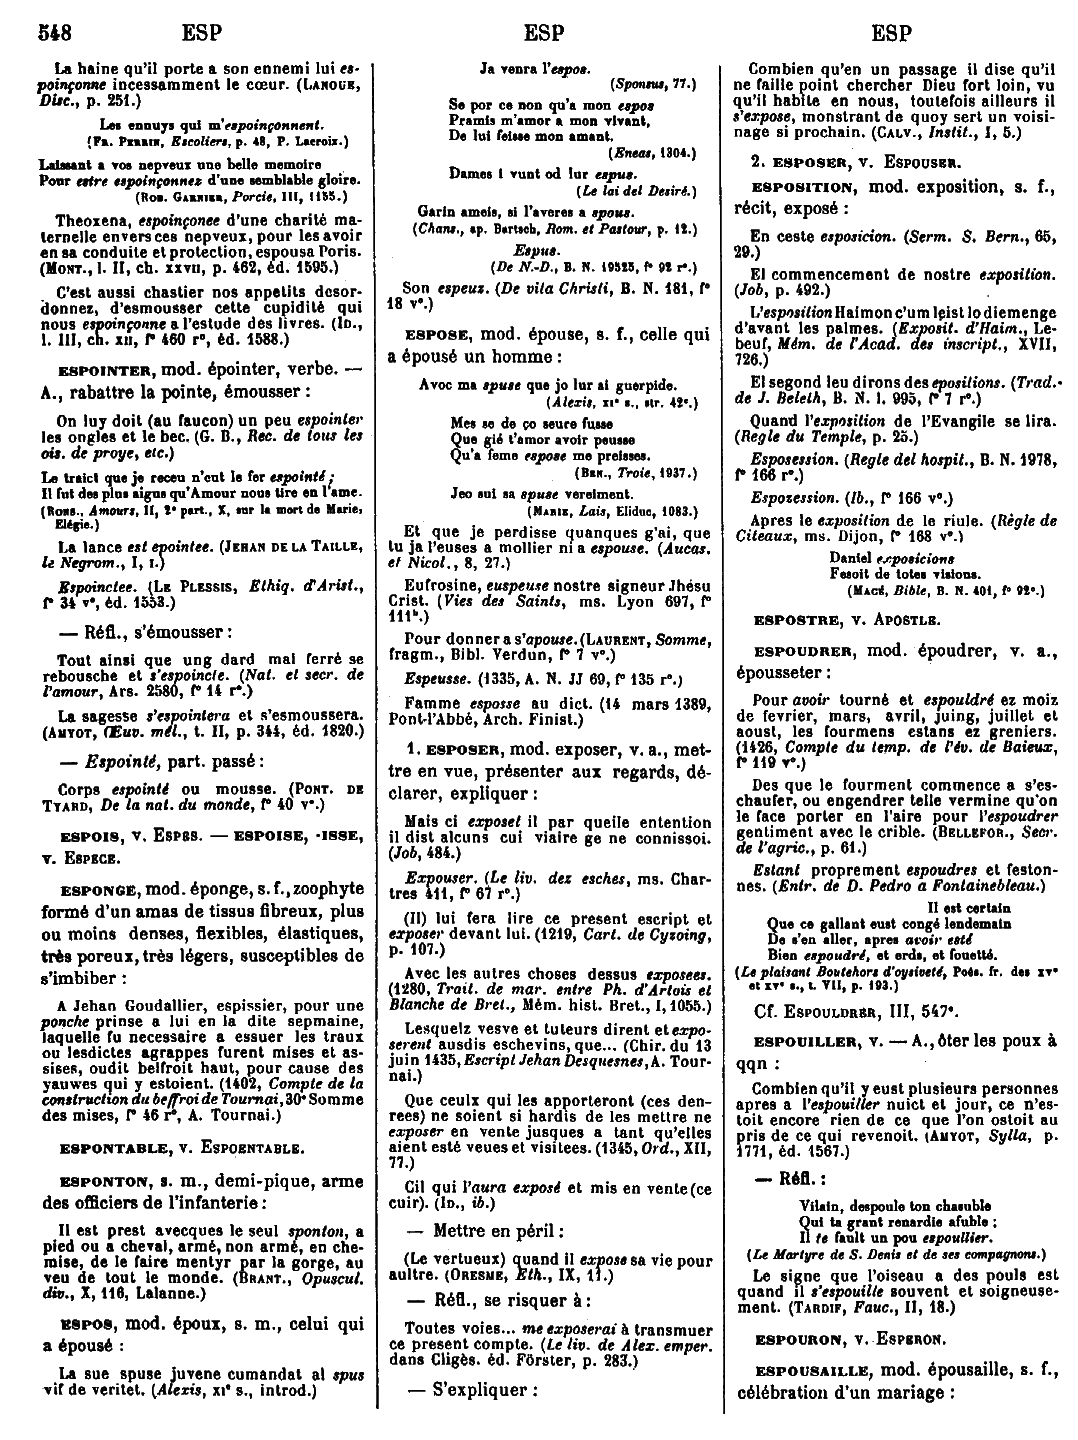 548 ESP ESP ESP
La haine qu'il porte a son ennemi lui es-
poinçonne incessamment le cœur. (LANOUE,
Disc., p. 251.)
Les ennuys qui m'espoinçonnent.
(FR. PERRIN, Escoliers, p. 48, P. Lacroix.)
Laissant a vos nepveux une belle memoire
Pour estre espoinçonnez d'une semblable gloire.
(ROB. GARNIER, Porcie, III, 1155.)
Theoxena, espoinçonee d'une charité ma-
ternelle envers ces nepveux, pour les avoir
en sa conduite et protection, espousa Poris.
(MONT., l. II, ch. XXVII, p. 462, éd. 1595.)
C'est aussi chastier nos appetits desor-
donnez, d'esmousser cette cupidité qui
nous espoinçonne a l'estude des livres. (ID.,
l. III, ch. XII, f° 460 r°, éd. 1588.)
ESPOINTER, mod. épointer, verbe. —
A., rabattre la pointe, émousser :
On luy doit (au faucon) un peu espointer
les ongles et le bec. (G. B., Rec. de tous les
ois. de proye, etc.)
Le traict que je receu n'eut le fer espointé ;
Il fut des plus aigus qu'Amour nous tire en l'ame.
(RONS., Amours, II, 2° part., X, sur la mort de Marie,
Elégie.)
La lance est epointee. (JEHAN DE LA TAILLE,
le Negrom., I, I.)
Espoinctee. (LE PLESSIS, Ethiq. d'Arist.,
f° 34 v°, éd. 1553.)
— Réfl., s'émousser :
Tout ainsi que ung dard mal ferré se
rebousche et s'espoincte. (Nat. et secr. de
l'amour, Ars. 2580, f° 14 r°.)
La sagesse s'espointera et s'esmoussera.
(AMYOT, Œuv. mél., t. II, p. 344, éd. 1820.)
— Espointé, part. passé :
Corps espointé ou mousse. (PONT. DE
TYARD, De la nat. du monde, f° 40 v°.)
ESPOIS, v. ESPES. — ESPOISE, -ISSE,
v. ESPECE.
ESPONGE, mod. éponge, s. f., zoophyte
formé d'un amas de tissus fibreux, plus
ou moins denses, flexibles, élastiques,
très poreux, très légers, susceptibles de
s'imbiber :
A Jehan Goudallier, espissier, pour une
ponche prinse a lui en la dite sepmaine,
laquelle fu necessaire a essuer les traux
ou lesdictes agrappes furent mises et as-
sises, oudit belfroit haut, pour cause des
yauwes qui y estoient. (1402, Compte de la
construction du beffroi de Tournai, 30° Somme
des mises, f° 46 r°, A. Tournai.)
ESPONTABLE, v. ESPOENTABLE.
ESPONTON, s. m., demi-pique, arme
des officiers de l'infanterie :
Il est prest avecques le seul sponton, a
pied ou a cheval, armé, non armé, en che-
mise, de le faire mentyr par la gorge, au
veu de tout le monde. (BRANT., Opuscul.
div., X, 116, Lalanne.)
ESPOS, mod. époux, s. m., celui qui
a épousé :
La sue spuse juvene cumandat al spus
vif de veritet. (Alexis, XI° s., introd.)
Ja venra l'espos.
(Sponsus, 77.)
Se por ce non qu'a mon espos
Pramis m'amor a mon vivant,
De lui feisse mon amant.
(Eneas, 1304.)
Dames i vunt od lur espus.
(Le lai del Desiré.)
Garin ameis, si l'averes a spous.
(Chans., ap. Bartsch, Rom. et Pastour, p. 12.)
Espus.
(De N.-D., B. N. 19525, f° 92 r°.)
Son espeus. (De vita Christi, B. N. 181, f°
18 v°.)
ESPOSE, mod. épouse, s. f., celle qui
a épousé un homme :
Avoc ma spuse que jo lur ai guerpide.
(Alexis, XI° s., str. 42°.)
Mes se de ço seure fusse
Que gié t'amor avoir peusse
Qu'a feme espose me preisses.
(BEN., Troie, 1937.)
Jeo sui sa spuse vereiment.
(MARIE, Lais, Eliduc, 1083.)
Et que je perdisse quanques g'ai, que
tu ja l'euses a mollier ni a espouse. (Aucas.
et Nicol., 8, 27.)
Eufrosine, euspeuse nostre signeur Jhésu
Crist. (Vies des Saints, ms. Lyon 697, f°
111ᵇ.)
Pour donner a s'apouse. (LAURENT, Somme,
fragm., Bibl. Verdun, f° 7 v°.)
Espeusse. (1335, A. N. JJ 69, f° 135 r°.)
Famme esposse au dict. (14 mars 1389,
Pont-l'Abbé, Arch. Finist.)
1. ESPOSER, mod. exposer, v. a., met-
tre en vue, présenter aux regards, dé-
clarer, expliquer :
Mais ci exposet il par queile entention
il dist alcuns cui viaire ge ne connissoi.
(Job, 484.)
Expouser. (Le liv. dez esches, ms. Char-
tres 411, f° 67 r°.)
(Il) lui fera lire ce present escript et
exposer devant lui. (1219, Cart. de Cyzoing,
p. 107.)
Avec les autres choses dessus exposees.
(1280, Trait. de mar. entre Ph. d'Artois et
Blanche de Bret., Mém. hist. Bret., I, 1055.)
Lesquelz vesve et tuteurs dirent et expo-
serent ausdis eschevins, que... (Chir. du 13
juin 1435, Escript Jehan Desquesnes, A. Tour-
nai.)
Que ceulx qui les apporteront (ces den-
rees) ne soient si hardis de les mettre ne
exposer en vente jusques a tant qu'elles
aient esté veues et visitees. (1345, Ord., XII,
77.)
Cil qui l'aura exposé et mis en vente (ce
cuir). (ID., ib.)
— Mettre en péril :
(Le vertueux) quand il expose sa vie pour
aultre. (ORESME, Eth., IX, 11.)
— Réfl., se risquer à :
Toutes voies... me exposerai à transmuer
ce present compte. (Le liv. de Alex. emper.
dans Cligès. éd. Förster, p. 283.)
— S'expliquer :
Combien qu'en un passage il dise qu'il
ne faille point chercher Dieu fort loin, vu
qu'il habite en nous, toutefois ailleurs il
s'expose, monstrant de quoy sert un voisi-
nage si prochain. (CALV., Instit., I, 5.)
2. ESPOSER, v. ESPOUSER.
ESPOSITION, mod. exposition, s. f.,
récit, exposé :
En ceste esposicion. (Serm. S. Bern., 65,
29.)
El commencement de nostre exposition.
(Job, p. 492.)
L'esposition Haimon c'um leist lo diemenge
d'avant les palmes. (Exposit. d'Haim., Le-
beuf, Mém. de l'Acad. des inscript., XVII,
726.)
El segond leu dirons des epositions. (Trad.
de J. Beleth, B. N. l. 995, f° 7 r°.)
Quand l'exposition de l'Evangile se lira.
(Regle du Temple, p. 25.)
Esposession. (Regle del hospit., B. N. 1978,
f° 166 r°.)
Espozession. (Ib., f° 166 v°.)
Apres le exposition de le riule. (Règle de
Citeaux, ms. Dijon, f° 168 v°.)
Daniel exposicions
Fesoit de totes visions.
(MACÉ, Bible, B. N. 401, f° 92°.)
ESPOSTRE, v. APOSTLE.
ESPOUDRER, mod. époudrer, v. a.,
épousseter :
Pour avoir tourné et espouldré ez moiz
de fevrier, mars, avril, juing, juillet et
aoust, les fourmens estans ez greniers.
(1426, Compte du temp. de l'év. de Baieux,
f° 119 v°.)
Des que le fourment commence a s'es-
chaufer, ou engendrer telle vermine qu'on
le face porter en l'aire pour l'espoudrer
gentiment avec le crible. (BELLEFOR., Secr.
de l'agric., p. 61.)
Estant proprement espoudres et feston-
nes. (Entr. de D. Pedro a Fontainebleau.)
Il est certain
Que ce gallant eust congé lendemain
De s'en aller, apres avoir esté
Bien espoudré, et ords, et fouetté.
(Le plaisant Boutehors d'oysiveté, Poés. fr. des XV°
et XV° s., t. VII, p. 193.)
Cf. ESPOULDRER, III, 547°.
ESPOUILLER, v. — A., ôter les poux à
qqn :
Combien qu'il y eust plusieurs personnes
apres a l'espouiller nuict et jour, ce n'es-
toit encore rien de ce que l'on ostoit au
pris de ce qui revenoit. (AMYOT, Sylla, p.
1771, éd. 1567.)
— Réfl. :
Vilain, despoule ton chasuble
Qui ta grant renardie afuble ;
Il te fault un pou espoullier.
(Le Martyre de S. Denis et de ses compagnons.)
Le signe que l'oiseau a des pouls est
quand il s'espouille souvent et soigneuse-
ment. (TARDIF, Fauc., II, 18.)
ESPOURON, v. ESPERON.
ESPOUSAILLE, mod. épousaille, s. f.,
célébration d'un mariage :